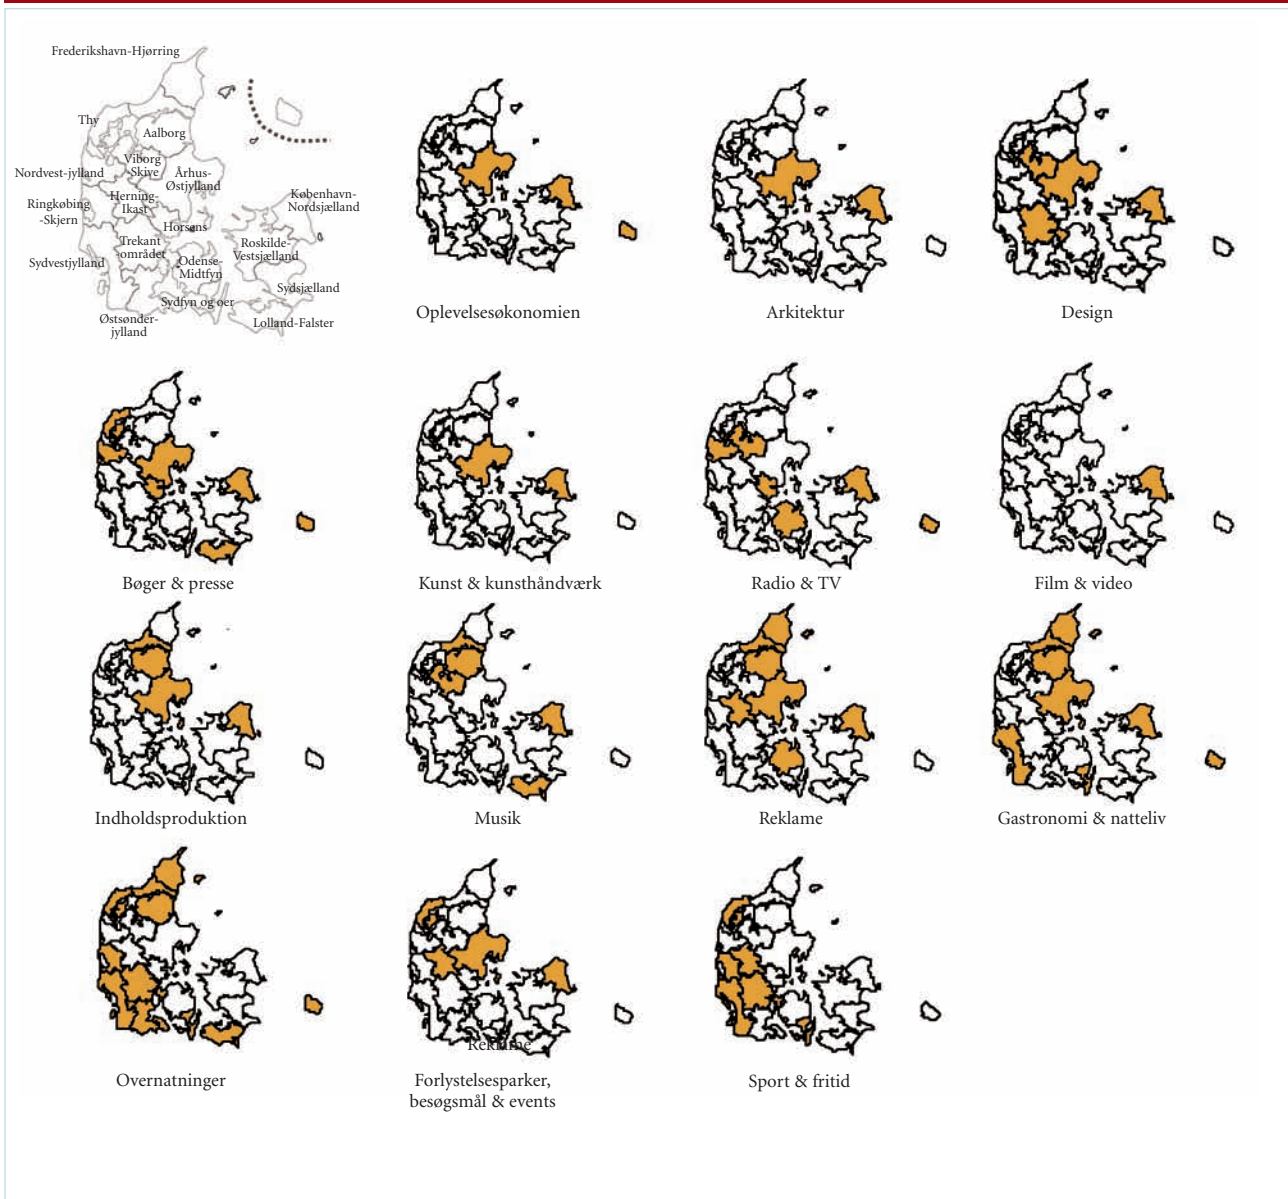 Frederikshavn-Hjørring
Thy
Aalborg
Viborg
-Skive
Nordvest-jylland
Århus-
Østjylland
Herning-
Ikast
København-
Nordsjælland
Ringkøbing
-Skjern
Horsens
Trekant
-området
Roskilde-
Vestsjælland
Sydvestjylland
Odense-
Midtfyn
Sydsjælland
Sydfyn og oer
Østsønder-
jylland
Lolland-Falster
Oplevelsesøkonomien
Arkitektur
Design
Bøger & presse
Kunst & kunsthåndværk
Radio & TV
Film & video
Indholdsproduktion
Musik
Reklame
Gastronomi & natteliv
Reklame
Overnatninger
Forlystelsesparker,
besøgsmål & events
Sport & fritid